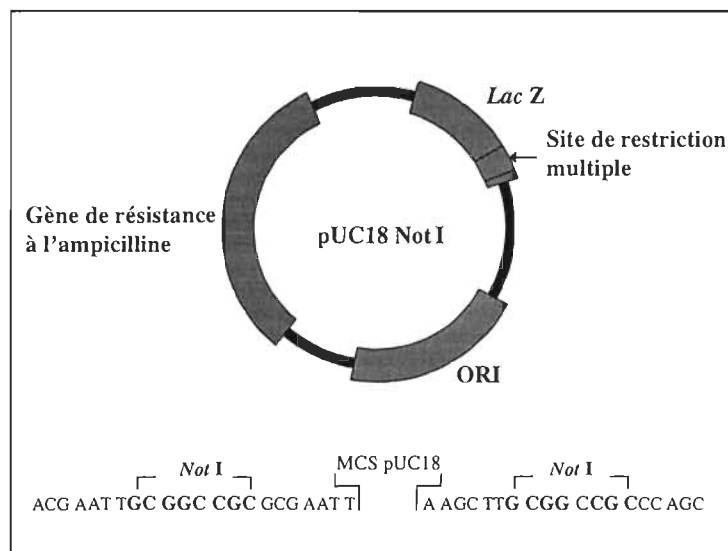 Lac Z
Site de restriction
multiple
Gène de résistance
à l'ampicilline
pUC18 Not I
ORI
Not I
MCS pUC18
Not I
ACG AAT TGC GGCC CGC GCG AAT T
A AGC TTG CGG CCG CCC AGC